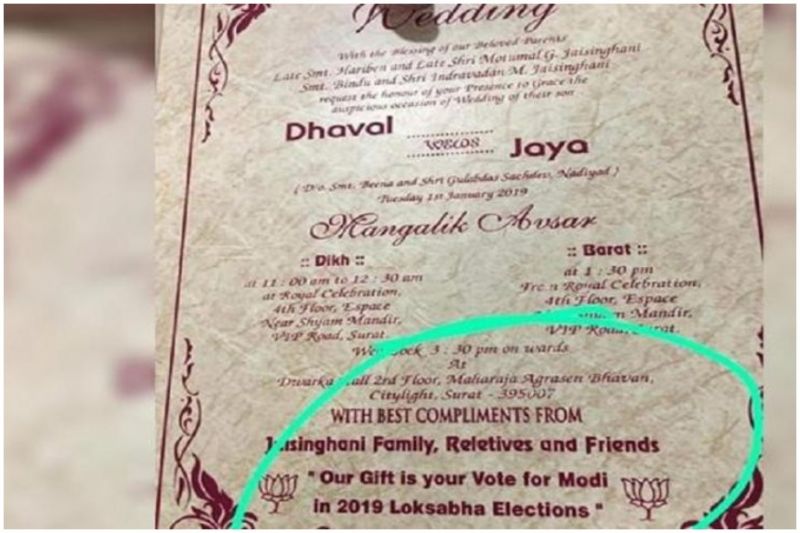 Wedding
With the Blessing of our Beloved Parents
Late Smt. Hariben and Late Shri Motumal G. Jaisinghani
Smt. Bindu and Shri Indravadan M. Jaisinghani
request the honour of your Presence to Grace the
auspicious occasion of Wedding of their son
Dhaval
WEDS
Jaya
( D/o. Smt. Beena and Shri Gulabdas Sachdev, Nadiyad )
Tuesday 1st January 2019
Mangalik Avsar
:: Dikh ::
at 11 : 00 am to 12 : 30 am
at Royal Celebration,
4th Floor, Espace
Near Shyam Mandir,
VIP Road, Surat.
:: Barat ::
at 1 : 30 pm
From Royal Celebration,
4th Floor, Espace
Mandir,
VIP Road, Surat.
Wedlock 3 : 30 pm on wards
At
Dwarka Hall 2rd Floor, Maharaja Agrasen Bhavan,
Citylight, Surat - 395007
WITH BEST COMPLIMENTS FROM
Jaisinghani Family, Reletives and Friends
" Our Gift is your Vote for Modi
in 2019 Loksabha Elections "